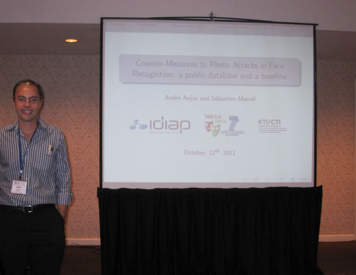 Counter-Measures to Photo Attacks in Face
Recognition: a public database and a baseline
André Anjos and Sébastien Marcel
idiap
October, 12th 2011